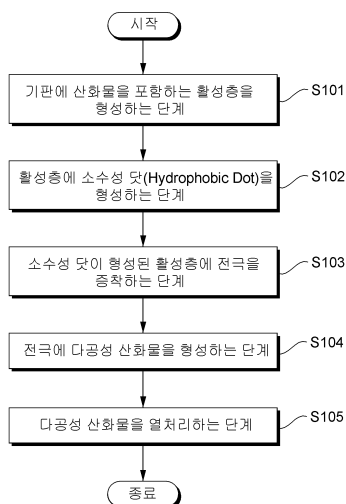 시작
기판에 산화물을 포함하는 활성층을
형성하는 단계
S101
활성층에 소수성 닷(Hydrophobic Dot)을
형성하는 단계
S102
소수성 닷이 형성된 활성층에 전극을
증착하는 단계
S103
전극에 다공성 산화물을 형성하는 단계
S104
다공성 산화물을 열처리하는 단계
S105
종료